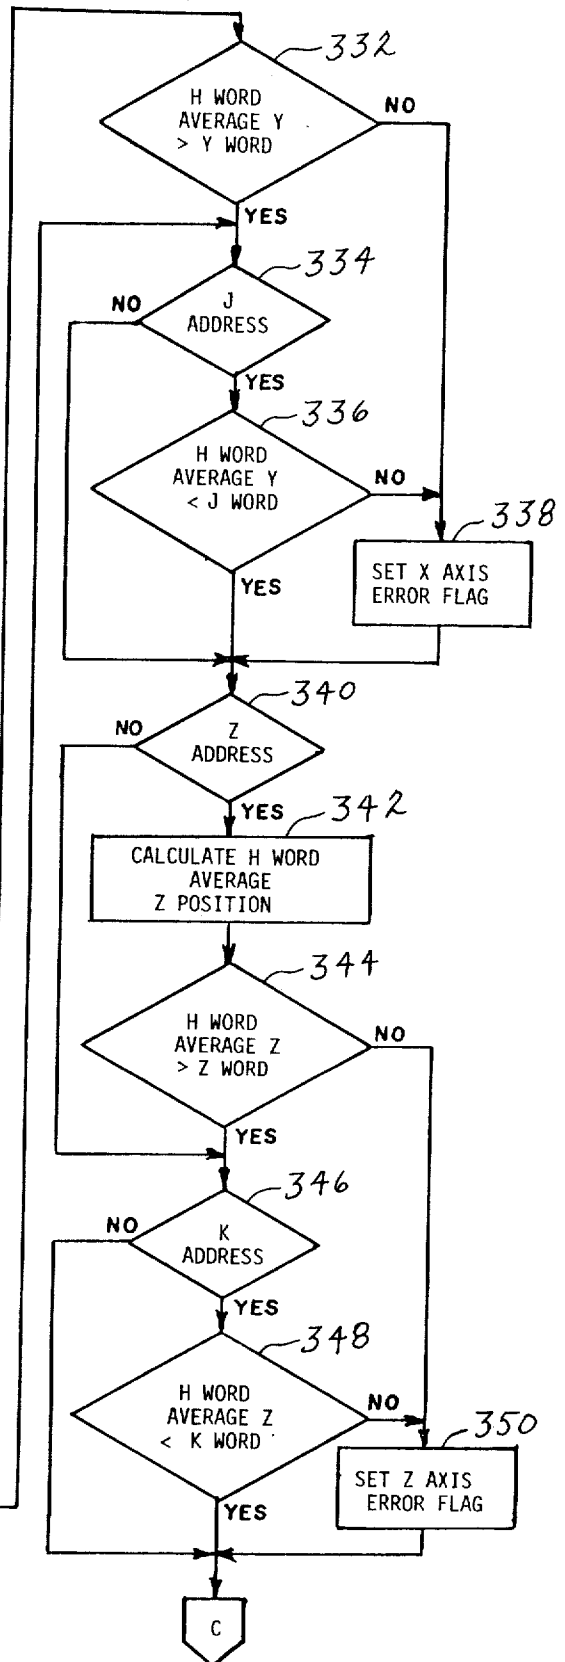 332
H WORD
AVERAGE Y
> Y WORD
NO
YES
334
J
ADDRESS
NO
YES
336
H WORD
AVERAGE Y
< J WORD
NO
YES
338
SET X AXIS
ERROR FLAG
340
Z
ADDRESS
NO
YES
342
CALCULATE H WORD
AVERAGE
Z POSITION
344
H WORD
AVERAGE Z
> Z WORD
NO
YES
346
K
ADDRESS
NO
YES
348
H WORD
AVERAGE Z
< K WORD
NO
YES
350
SET Z AXIS
ERROR FLAG
C